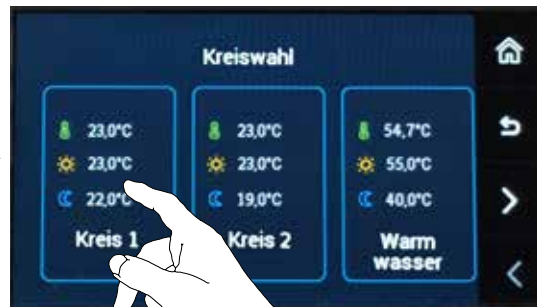 Kreiswahl
23,0°C
23,0°C
22,0°C
Kreis 1
23,0°C
23,0°C
19,0°C
Kreis 2
54,7°C
55,0°C
40,0°C
Warm
wasser